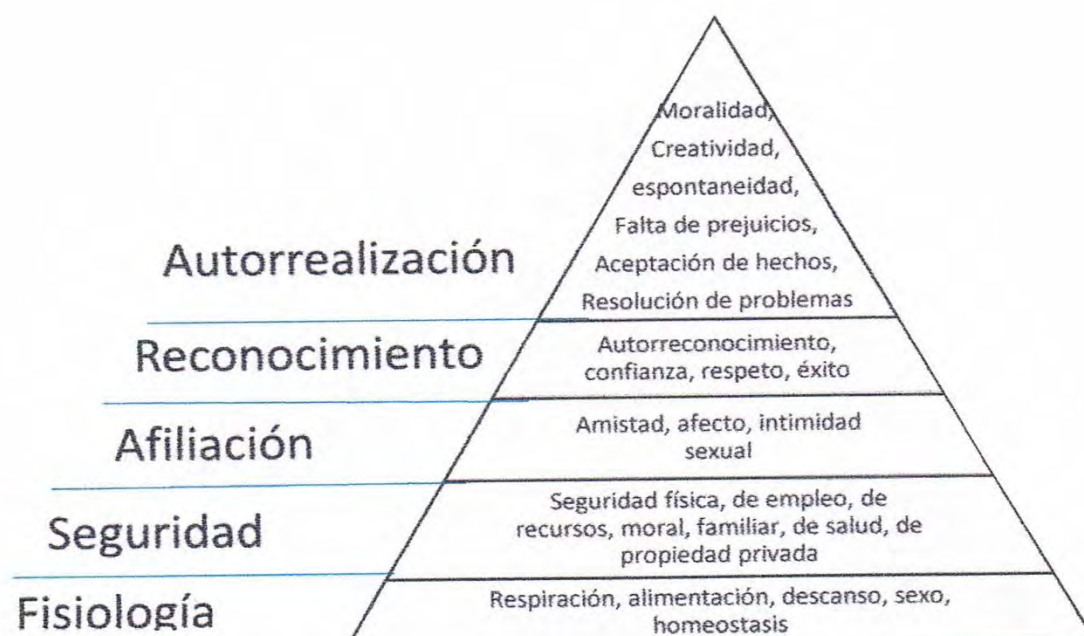 Moralidad,
Creatividad,
espontaneidad,
Falta de prejuicios,
Autorrealización
Aceptación de hechos,
Resolución de problemas
Reconocimiento
Autorreconocimiento,
confianza, respeto, éxito
Afiliación
Amistad, afecto, intimidad
sexual
Seguridad
Seguridad física, de empleo, de
recursos, moral, familiar, de salud, de
propiedad privada
Fisiología
Respiración, alimentación, descanso, sexo,
homeostasis